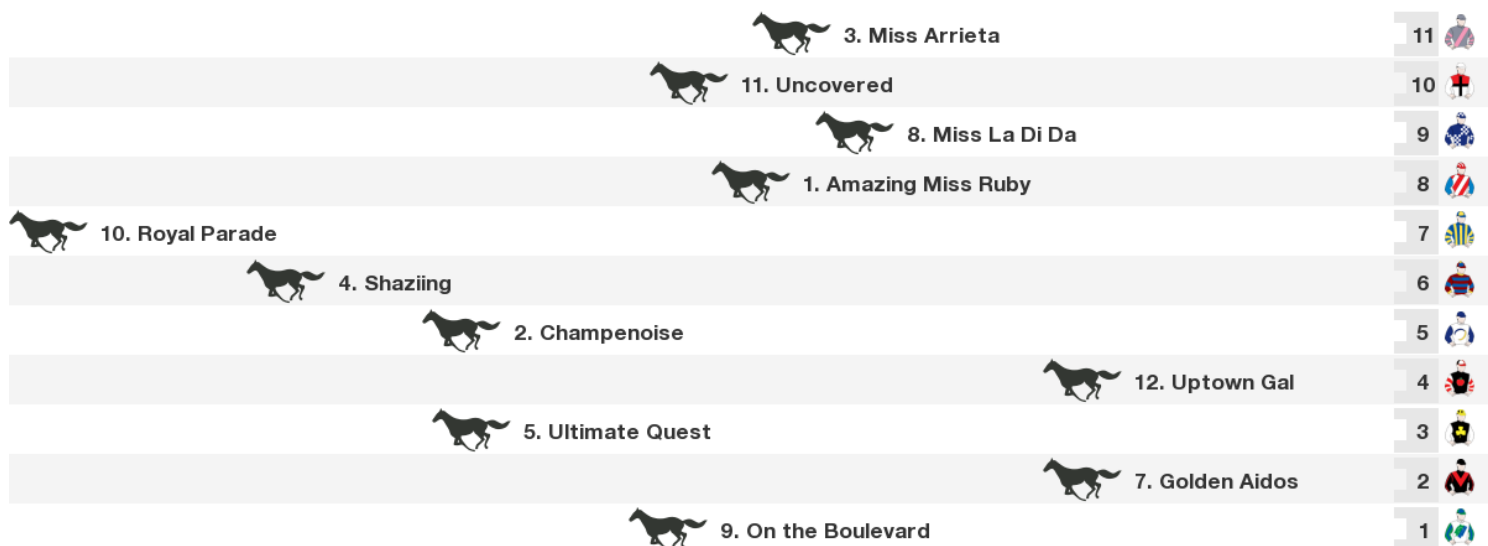 3. Miss Arrieta 11
11. Uncovered 10
8. Miss La Di Da 9
1. Amazing Miss Ruby 8
10. Royal Parade 7
4. Shaziing 6
2. Champenoise 5
12. Uptown Gal 4
5. Ultimate Quest 3
7. Golden Aidos 2
9. On the Boulevard 1